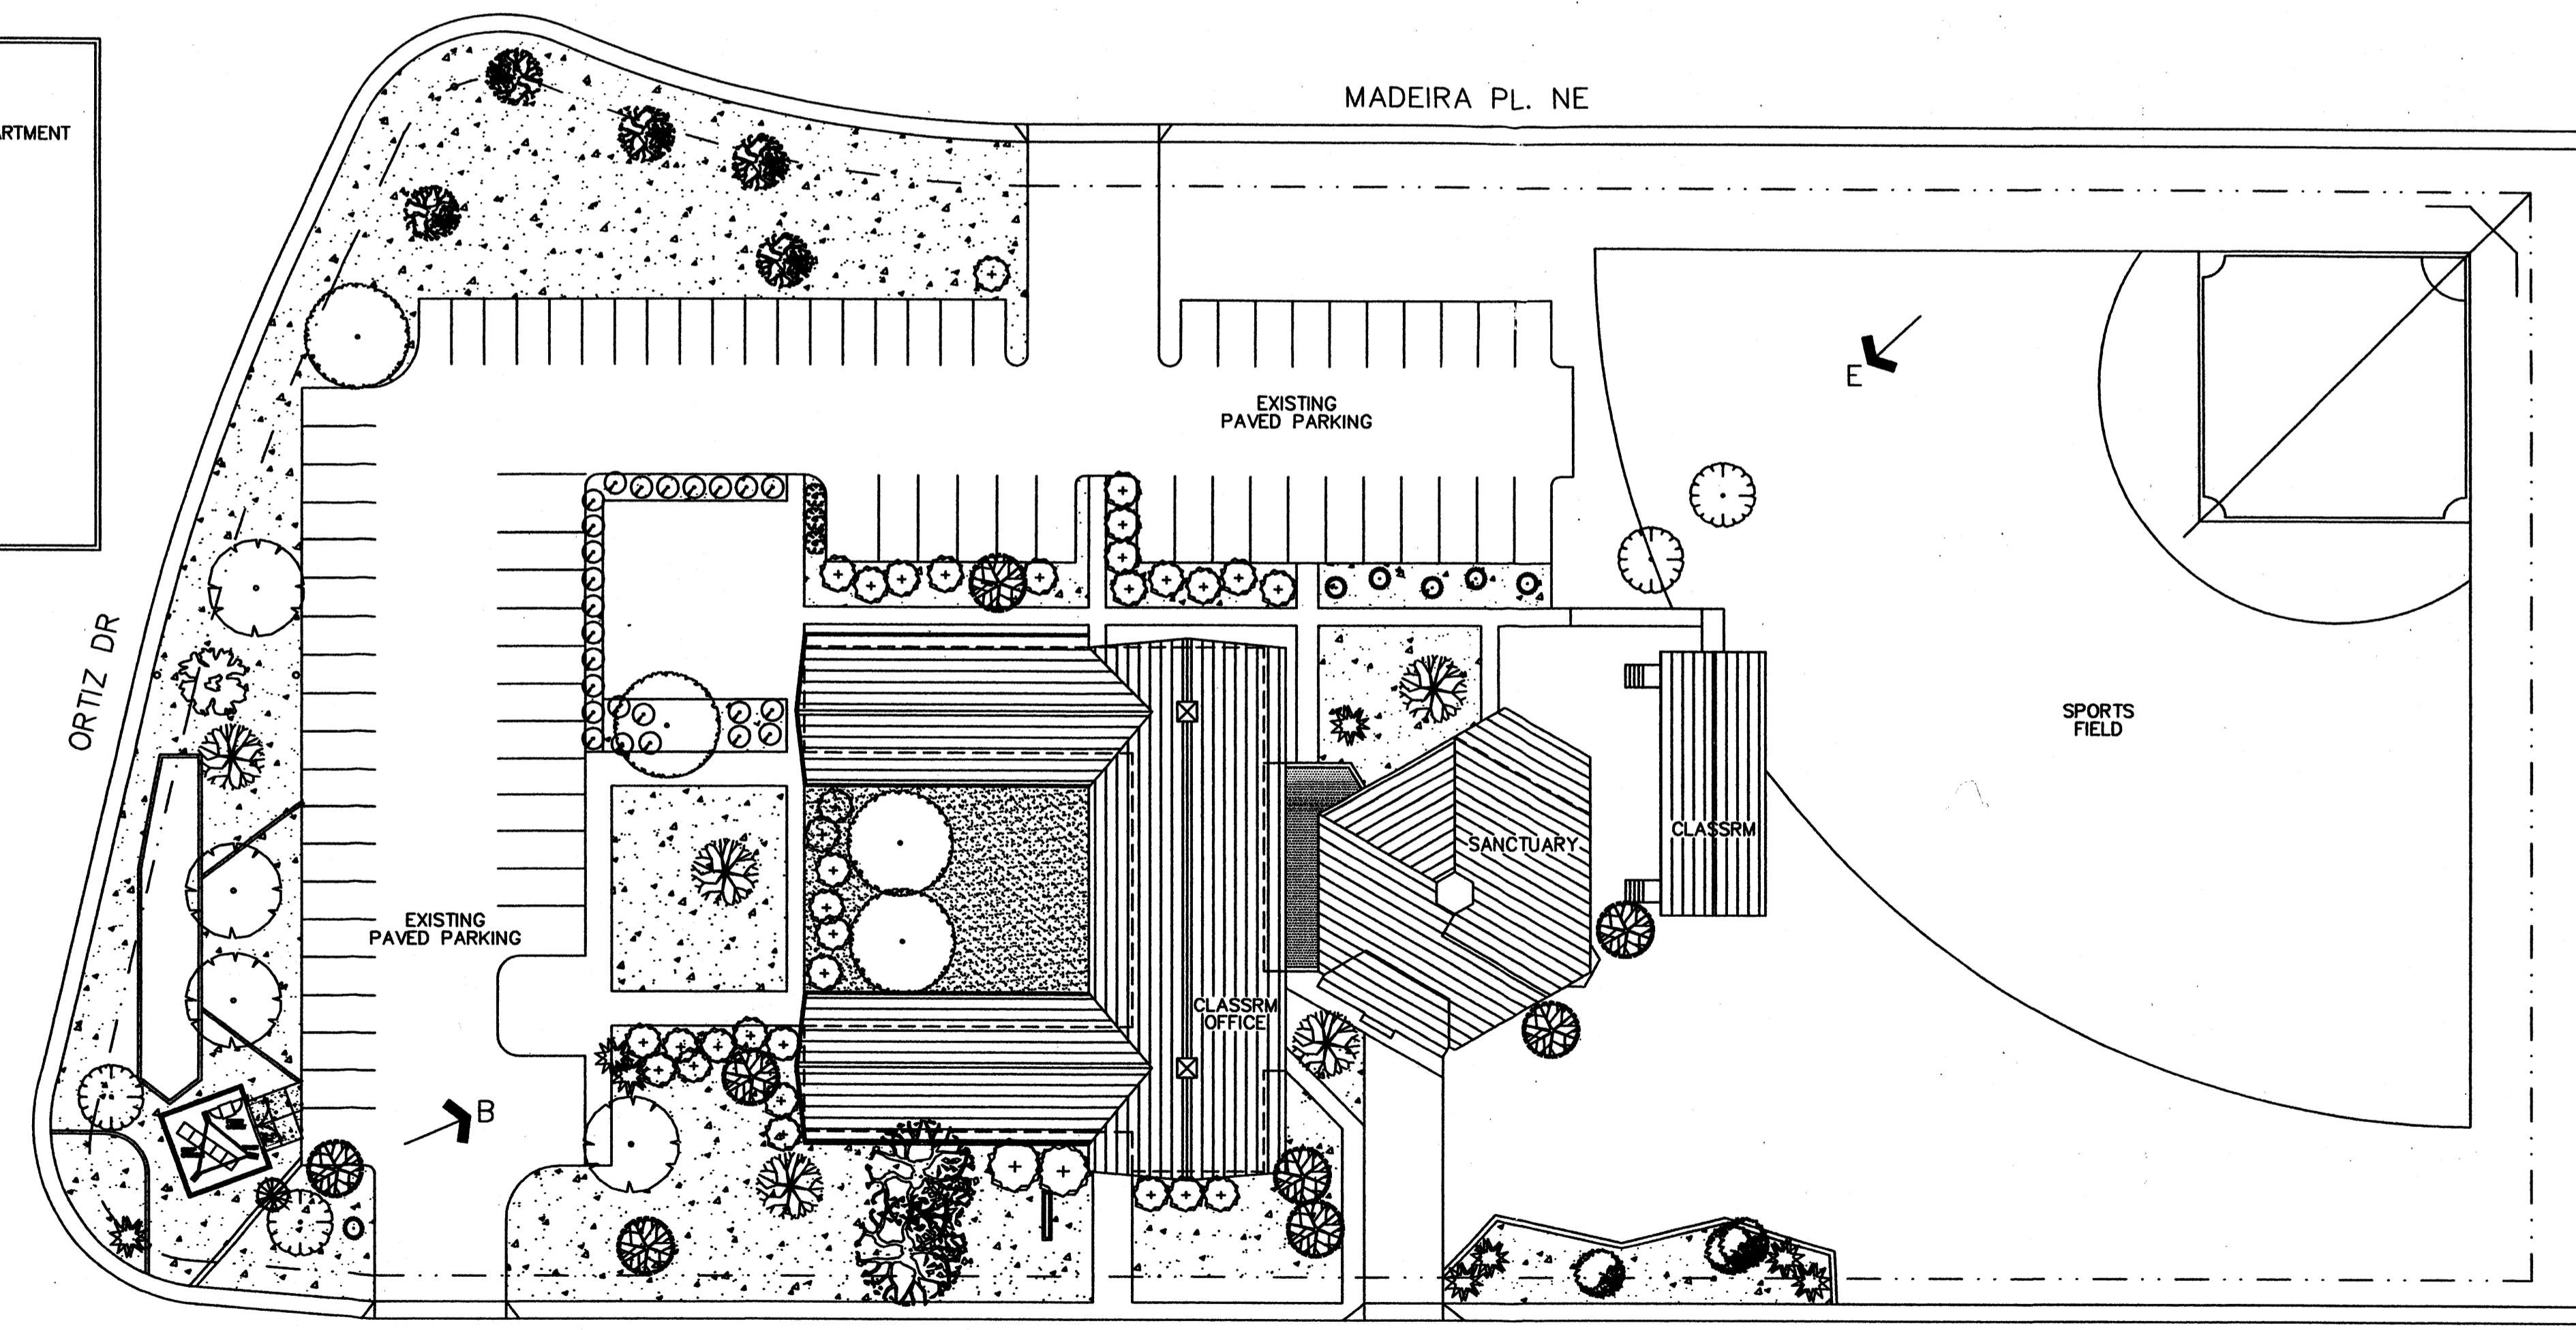 MADEIRA PL. NE
ARTMENT
E
EXISTING
PAVED PARKING
ORTIZ DR
SPORTS
FIELD
CLASSRM
SANCTUARY
EXISTING
PAVED PARKING
CLASSRM
OFFICE
B